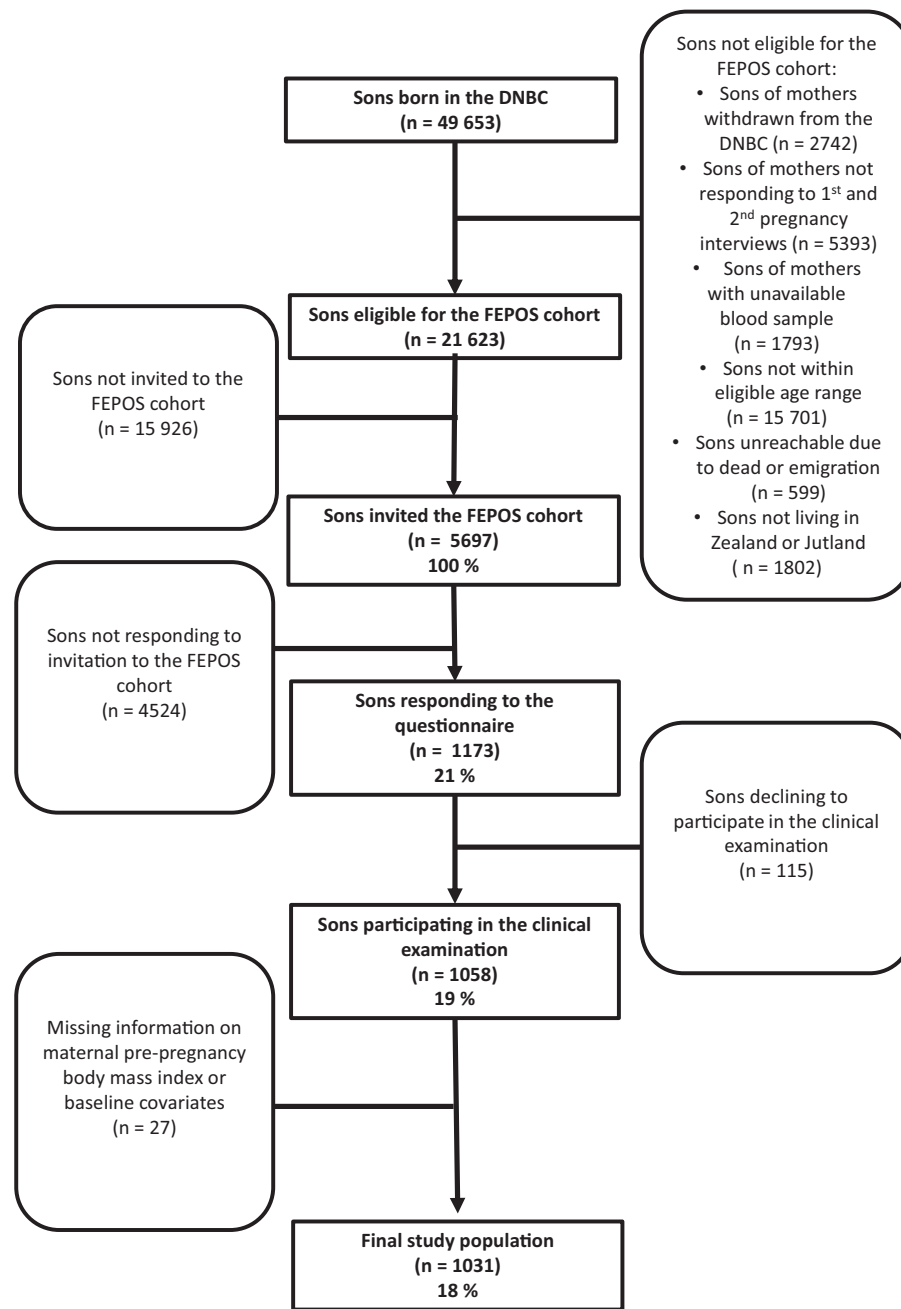 Sons born in the DNBC
(n = 49 653)
Sons not eligible for the
FEPOS cohort:
• Sons of mothers
withdrawn from the
DNBC (n = 2742)
• Sons of mothers not
responding to 1st and
2nd pregnancy
interviews (n = 5393)
• Sons of mothers
with unavailable
blood sample
(n = 1793)
• Sons not within
eligible age range
(n = 15 701)
• Sons unreachable due
to dead or emigration
(n = 599)
• Sons not living in
Zealand or Jutland
( n = 1802)
Sons eligible for the FEPOS cohort
(n = 21 623)
Sons not invited to the
FEPOS cohort
(n = 15 926)
Sons invited the FEPOS cohort
(n = 5697)
100 %
Sons not responding to
invitation to the FEPOS
cohort
(n = 4524)
Sons responding to the
questionnaire
(n = 1173)
21 %
Sons declining to
participate in the clinical
examination
(n = 115)
Sons participating in the clinical
examination
(n = 1058)
19 %
Missing information on
maternal pre-pregnancy
body mass index or
baseline covariates
(n = 27)
Final study population
(n = 1031)
18 %